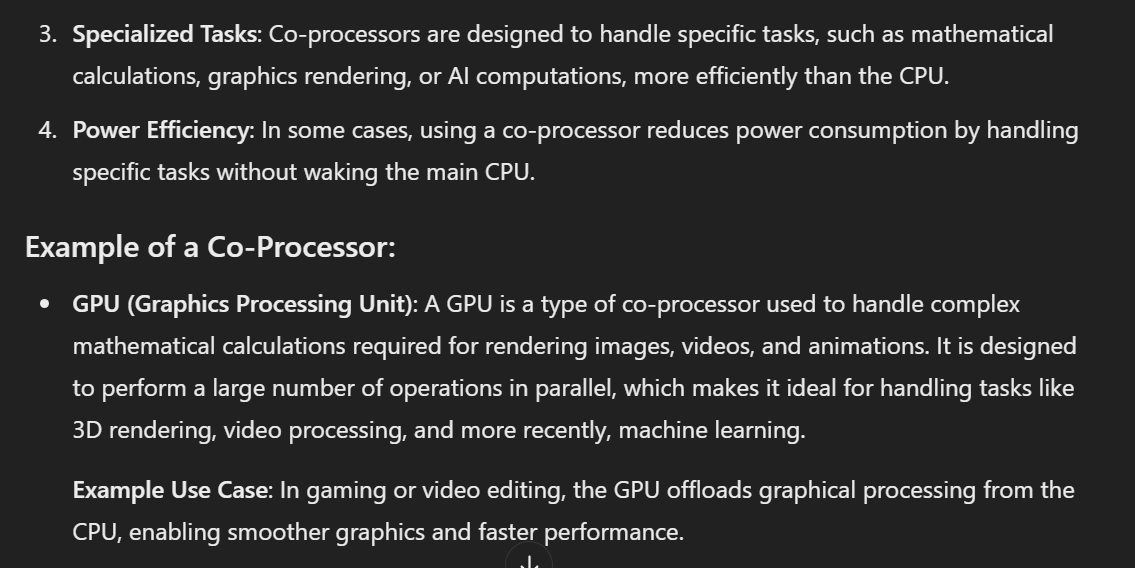 3. Specialized Tasks: Co-processors are designed to handle specific tasks, such as mathematical
calculations, graphics rendering, or AI computations, more efficiently than the CPU.
4. Power Efficiency: In some cases, using a co-processor reduces power consumption by handling
specific tasks without waking the main CPU.
Example of a Co-Processor:
• GPU (Graphics Processing Unit): A GPU is a type of co-processor used to handle complex
mathematical calculations required for rendering images, videos, and animations. It is designed
to perform a large number of operations in parallel, which makes it ideal for handling tasks like
3D rendering, video processing, and more recently, machine learning.
Example Use Case: In gaming or video editing, the GPU offloads graphical processing from the
CPU, enabling smoother graphics and faster performance.